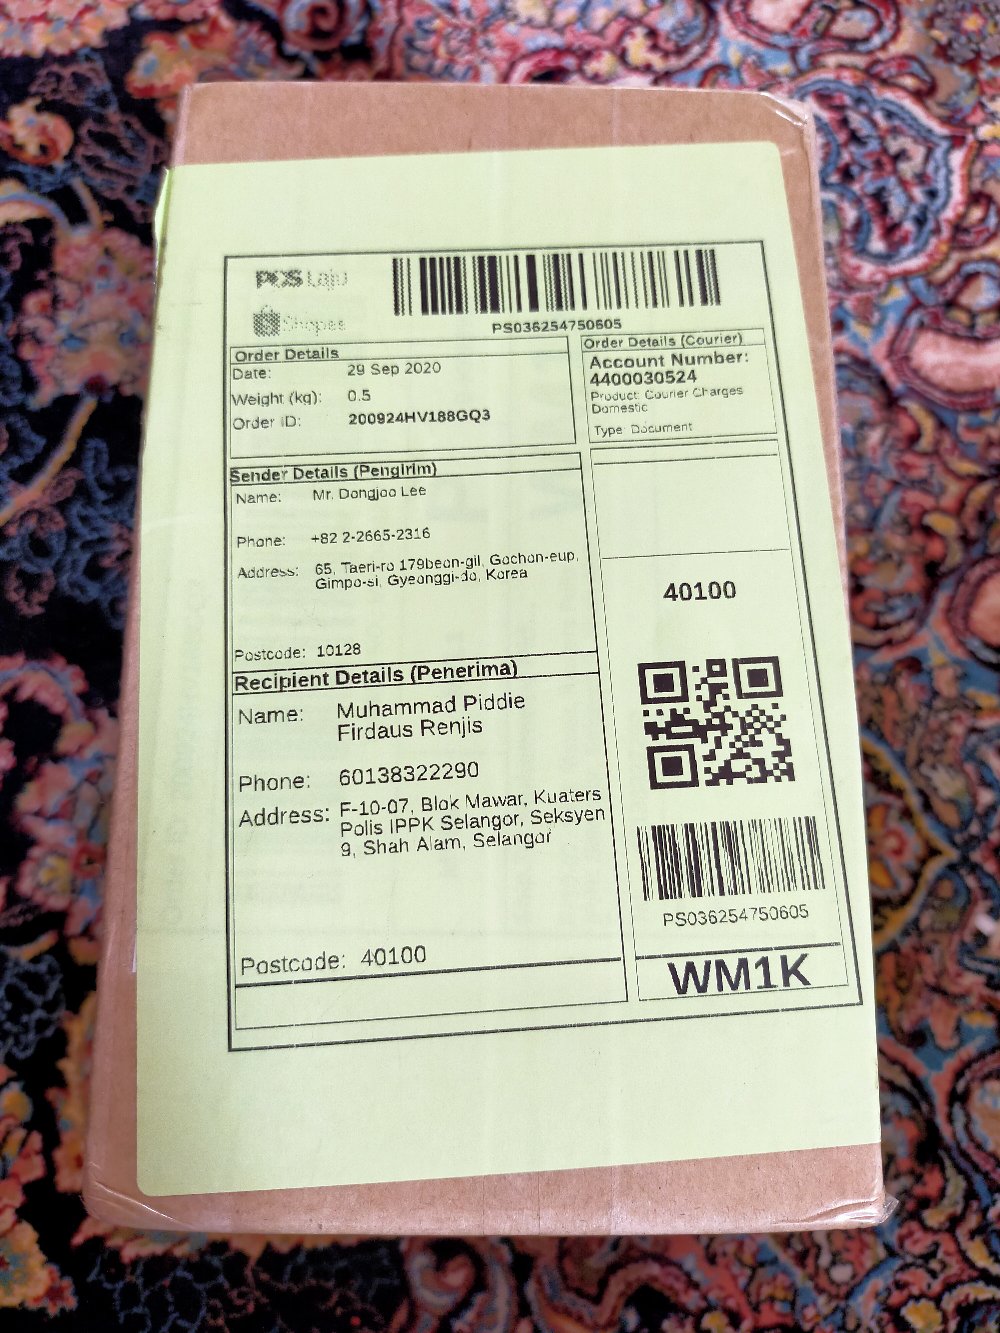 POS Laju
Shopee
PS036254750605
Order Details
Date: 29 Sep 2020
Weight (kg): 0.5
Order ID: 200924HV188GQ3
Order Details (Courier)
Account Number:
4400030524
Product: Courier Charges
Domestic
Type: Document
Sender Details (Pengirim)
Name: Mr. Dongjoo Lee
Phone: +82 2-2665-2316
Address: 65, Taeri-ro 179beon-gil, Gochon-eup,
Gimpo-si, Gyeonggi-do, Korea
Postcode: 10128
Recipient Details (Penerima)
Name: Muhammad Piddie
Firdaus Renjis
Phone: 60138322290
Address: F-10-07, Blok Mawar, Kuaters
Polis IPPK Selangor, Seksyen
9, Shah Alam, Selangor
Postcode: 40100
40100
PS036254750605
WM1K